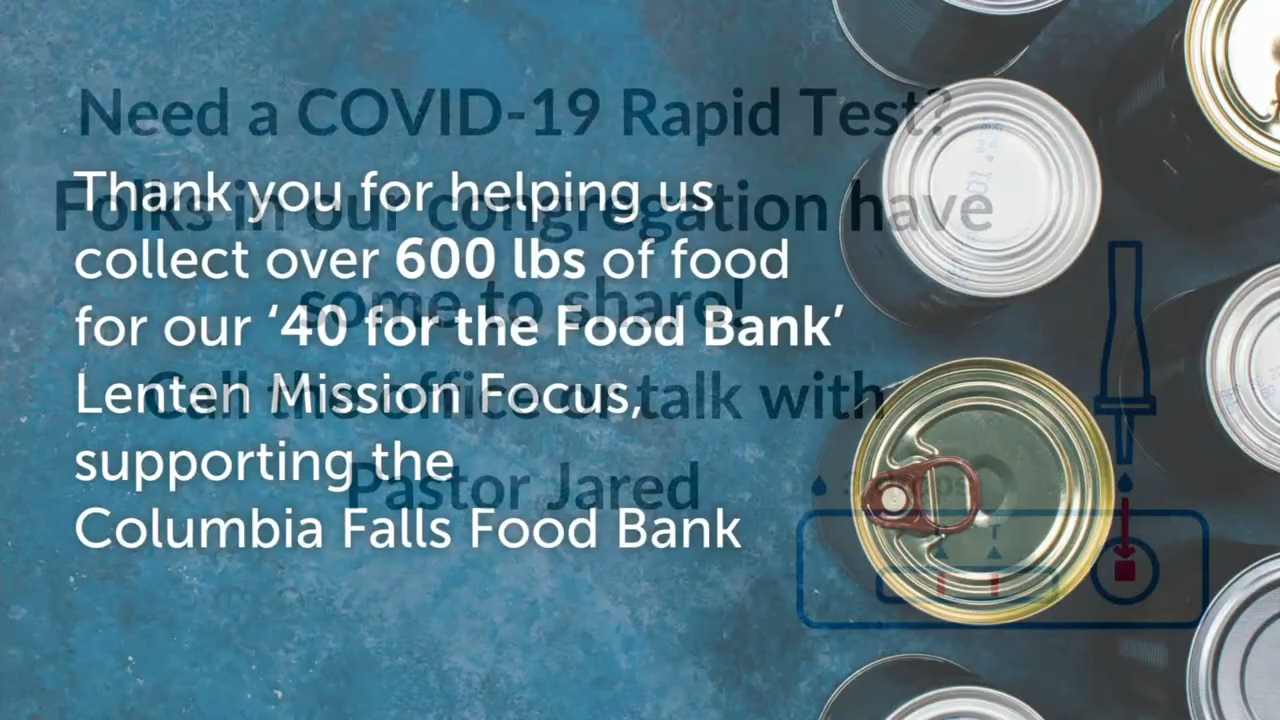 Need a COVID-19 Rapid Test?
Thank you for helping us
Folks in our congregation have
collect over 600 lbs of food
some to share!
for our ‘40 for the Food Bank’
Lenten Mission Focus,
Call the office or talk with
supporting the
Pastor Jared
Columbia Falls Food Bank